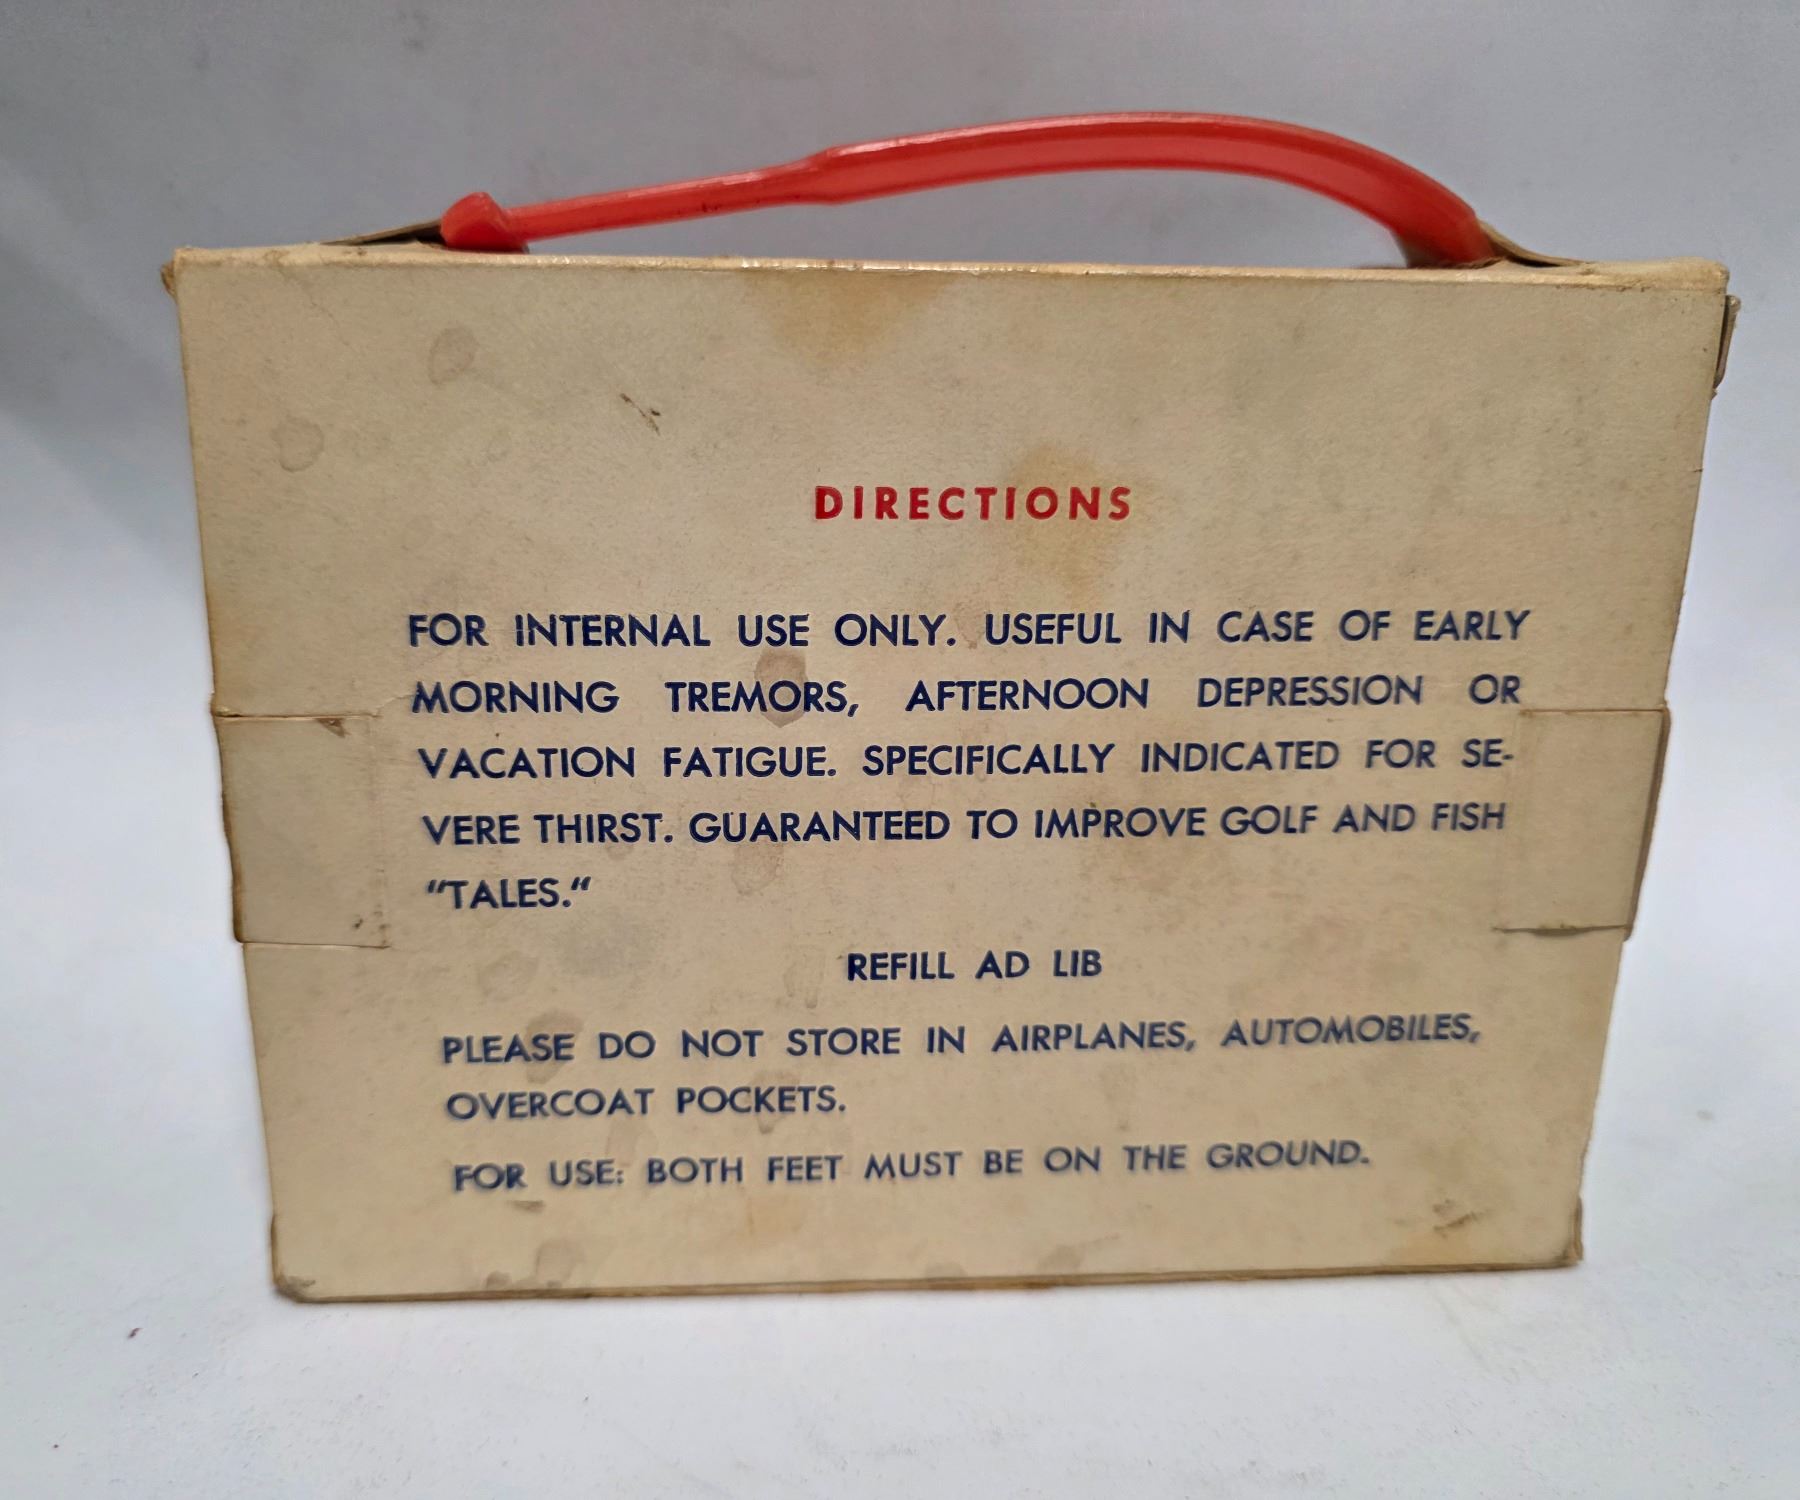 DIRECTIONS
FOR INTERNAL USE ONLY. USEFUL IN CASE OF EARLY
MORNING TREMORS, AFTERNOON DEPRESSION OR
VACATION FATIGUE. SPECIFICALLY INDICATED FOR SE-
VERE THIRST. GUARANTEED TO IMPROVE GOLF AND FISH
"TALES."
REFILL AD LIB
PLEASE DO NOT STORE IN AIRPLANES, AUTOMOBILES,
OVERCOAT POCKETS.
FOR USE: BOTH FEET MUST BE ON THE GROUND.